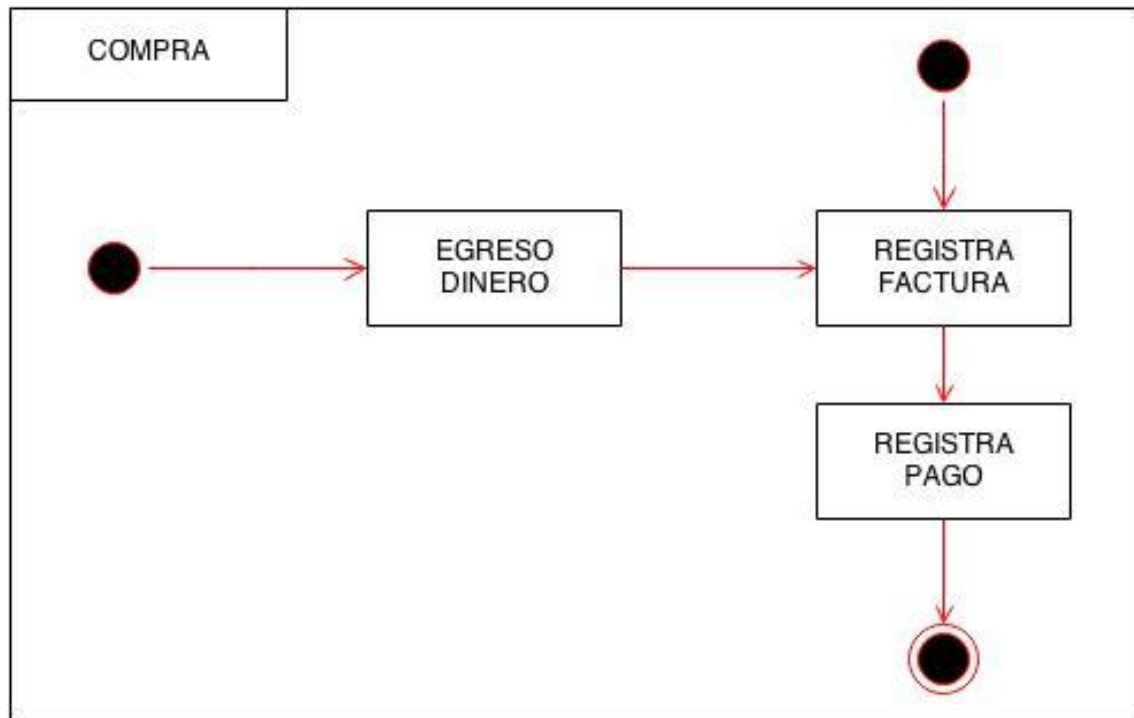 COMPRA
EGRESO
DINERO
REGISTRA
FACTURA
REGISTRA
PAGO